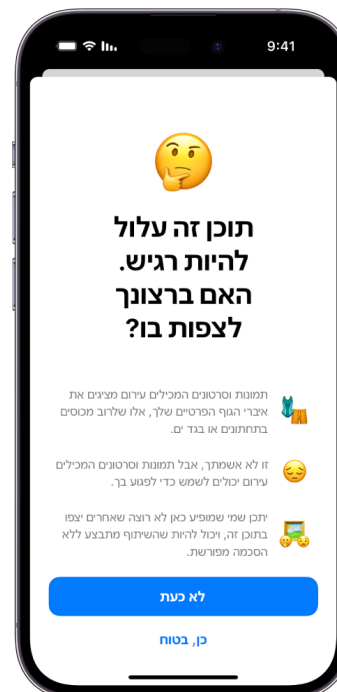 9:41
תוכן זה עלול
להיות רגיש.
האם ברצונך
לצפות בו?
תמונות וסרטונים המכילים עירום מציגים את
איברי הגוף הפרטיים שלך, אלו שלרוב מכוסים
בתחתונים או בגד ים.
זו לא אשמתך, אבל תמונות וסרטונים המכילים
עירום יכולים לשמש כדי לפגוע בך.
יתכן שמי שמופיע כאן לא רוצה שאחרים יצפו
בתוכן זה, ויכול להיות שהשיתוף מתבצע ללא
הסכמה מפורשת.
לא כעת
כן, בטוח